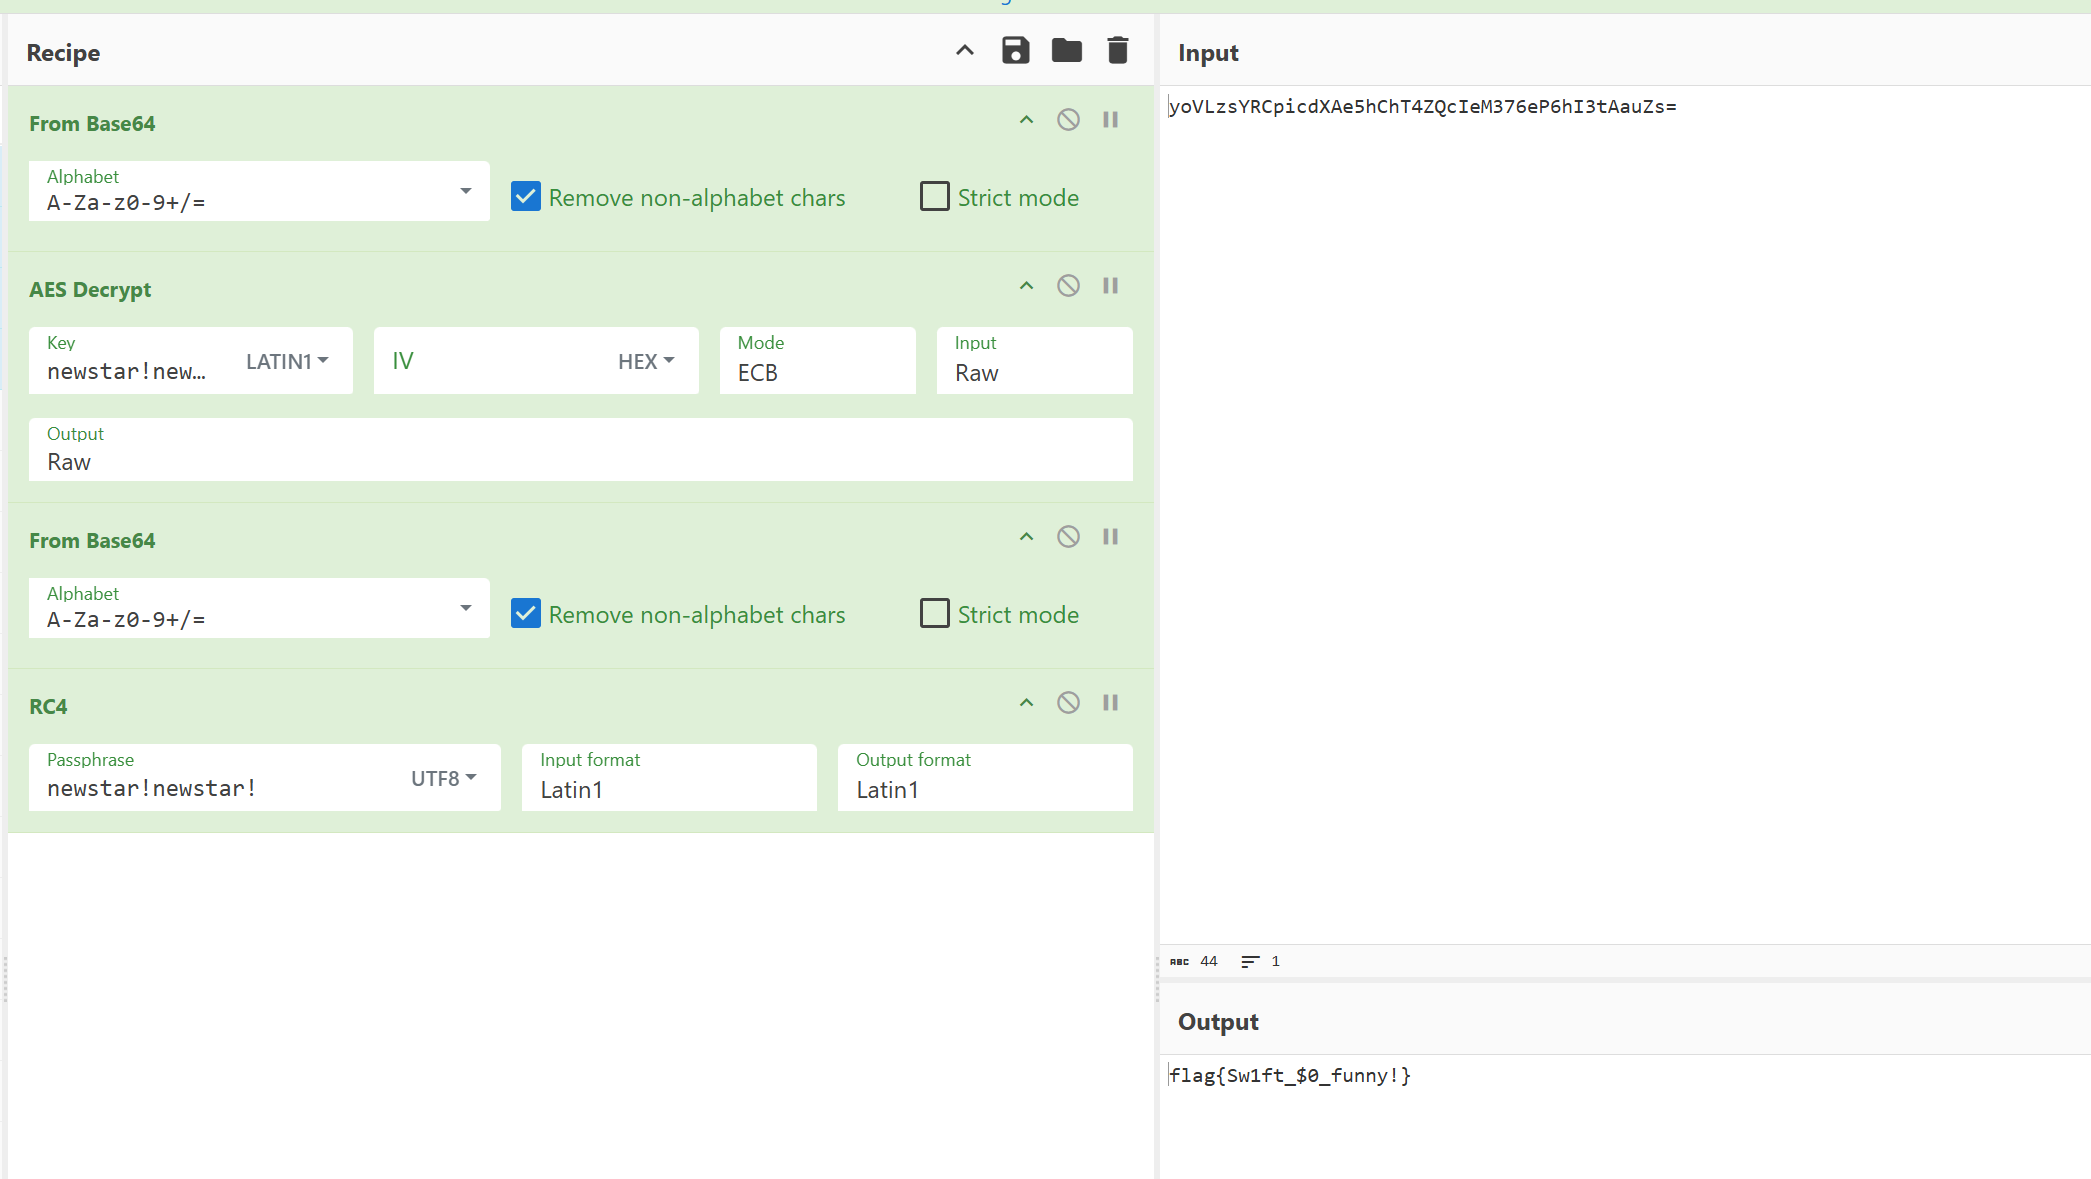 Recipe
From Base64
Alphabet
A-Za-z0-9+/=
Remove non-alphabet chars
Strict mode
AES Decrypt
Key
newstar!new…
LATIN1
IV
HEX
Mode
ECB
Input
Raw
Output
Raw
From Base64
Alphabet
A-Za-z0-9+/=
Remove non-alphabet chars
Strict mode
RC4
Passphrase
newstar!newstar!
UTF8
Input format
Latin1
Output format
Latin1
Input
yoVLzsYRCpicdXAe5hChT4ZQcIeM376eP6hI3tAauZs=
ABC 44
1
Output
flag{Sw1ft_$0_funny!}